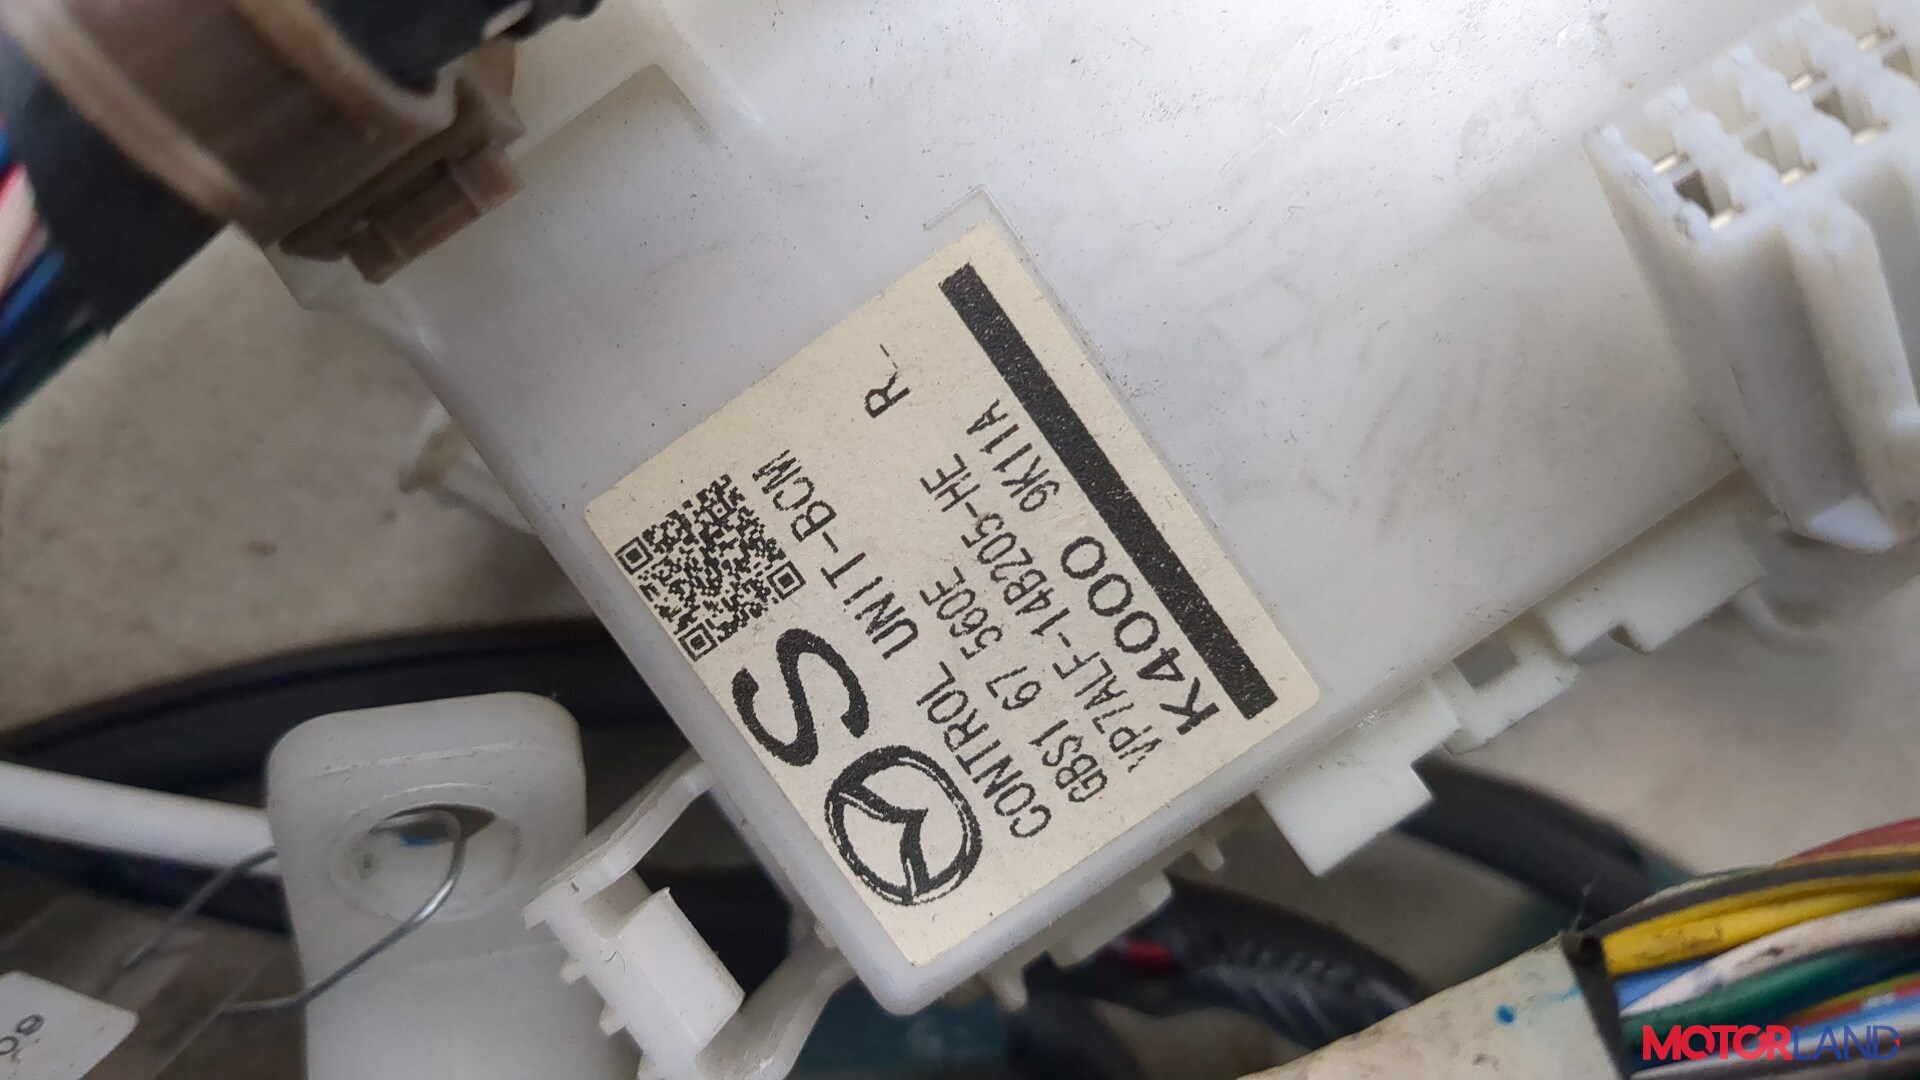 S
CONTROL UNIT-BCM
GBS1 67 560E R
VP7ALF-14B205-HE
K4000 9K11A
MOTORLAND